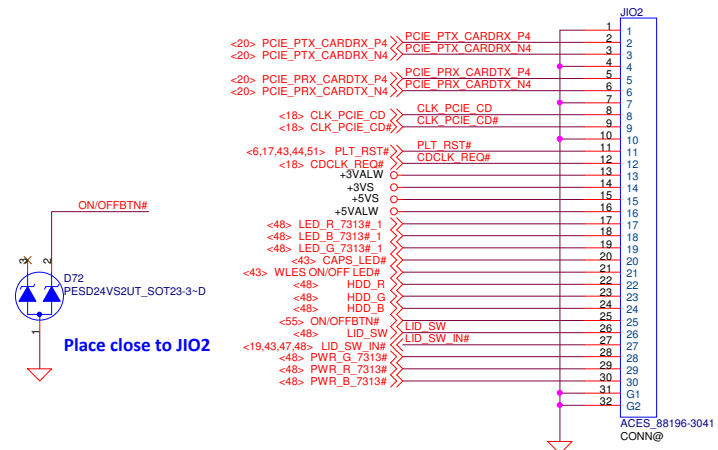 JIO2
<20> PCIE_PTX_CARDRX_P4 PCIE_PTX_CARDRX_P4 1 1
<20> PCIE_PTX_CARDRX_N4 PCIE_PTX_CARDRX_N4 2 2
3 3
4 4
<20> PCIE_PRX_CARDTX_P4 PCIE_PRX_CARDTX_P4 5 5
<20> PCIE_PRX_CARDTX_N4 PCIE_PRX_CARDTX_N4 6 6
7 7
<18> CLK_PCIE_CD CLK_PCIE_CD 8 8
<18> CLK_PCIE_CD# CLK_PCIE_CD# 9 9
10 10
<6,17,43,44,51> PLT_RST# PLT_RST# 11 11
<18> CDCLK_REQ# CDCLK_REQ# 12 12
+3VALW 13 13
+3VS 14 14
+5VS 15 15
+5VALW 16 16
<48> LED_R_7313#_1 17 17
<48> LED_B_7313#_1 18 18
<48> LED_G_7313#_1 19 19
<43> CAPS_LED# 20 20
<43> WLES ON/OFF LED# 21 21
<48> HDD_R 22 22
<48> HDD_G 23 23
<48> HDD_B 24 24
<55> ON/OFFBTN# 25 25
<48> LID_SW LID_SW 26 26
<19,43,47,48> LID_SW_IN# LID_SW_IN# 27 27
<48> PWR_G_7313# 28 28
<48> PWR_R_7313# 29 29
<48> PWR_B_7313# 30 30
31 G1
32 G2
ACES_88196-3041
CONN@
ON/OFFBTN#
3 2
D72
PESD24VS2UT_SOT23-3~D
1
Place close to JIO2